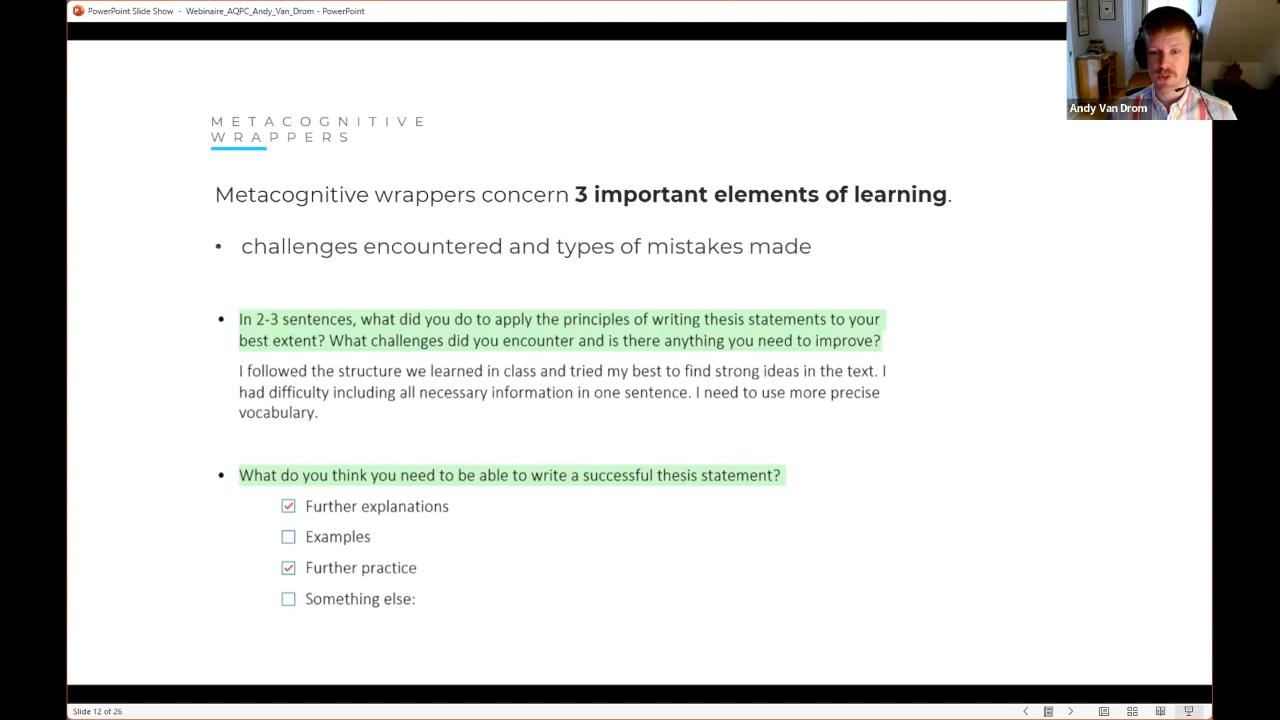 PowerPoint Slide Show - Webinaire_AQPC_Andy_Van_Drom - PowerPoint
Andy Van Drom
METACOGNITIVE
WRAPPERS
Metacognitive wrappers concern 3 important elements of learning.
• challenges encountered and types of mistakes made
• In 2-3 sentences, what did you do to apply the principles of writing thesis statements to your
best extent? What challenges did you encounter and is there anything you need to improve?
I followed the structure we learned in class and tried my best to find strong ideas in the text. I
had difficulty including all necessary information in one sentence. I need to use more precise
vocabulary.
• What do you think you need to be able to write a successful thesis statement?
Further explanations
Examples
Further practice
Something else:
Slide 12 of 26